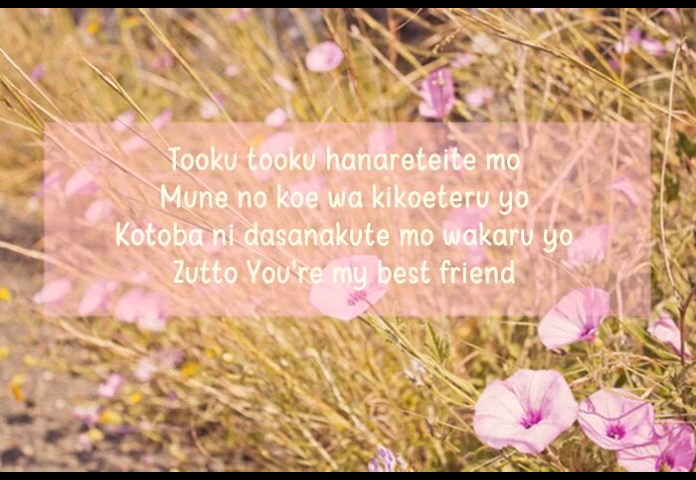 Tooku tooku hanareteite mo
Mune no koe wa kikoeteru yo
Kotoba ni dasanakute mo wakaru yo
Zutto You're my best friend